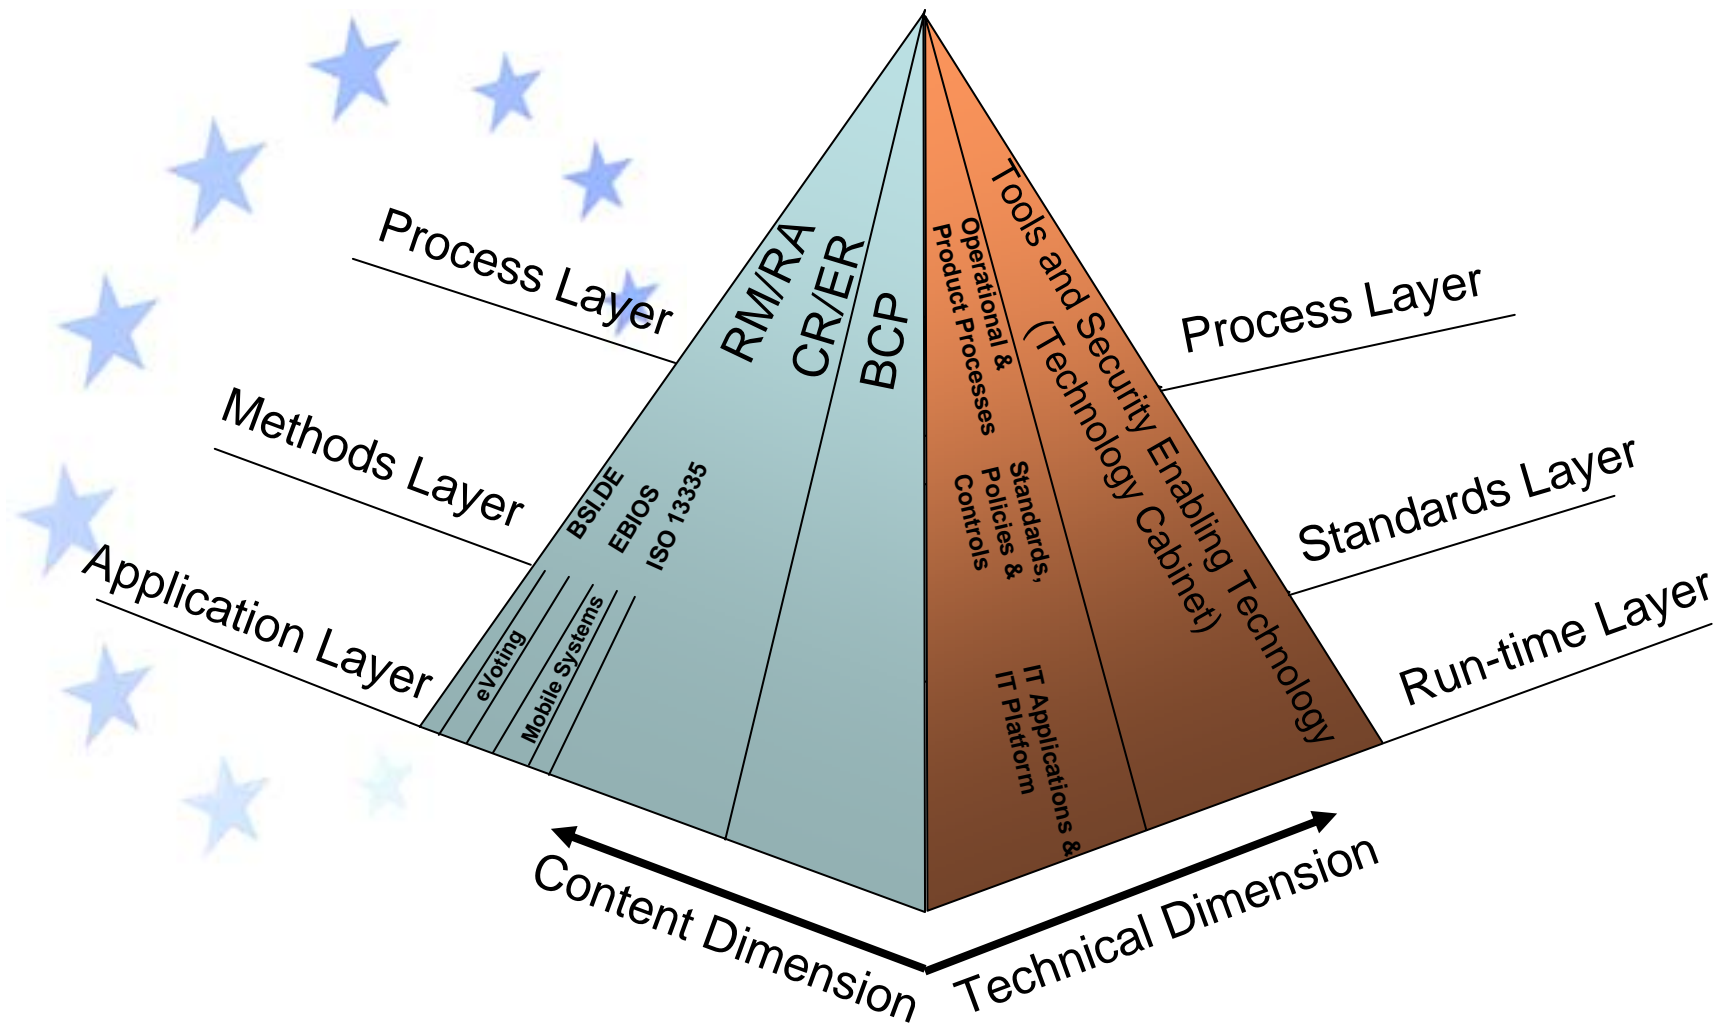 Process Layer
Methods Layer
Application Layer
RM/RA
CR/ER
BCP
BSI.DE
EBIOS
ISO 13335
eVoting
Mobile Systems
Operational &
Product Processes
Standards,
Policies &
Controls
IT Applications &
IT Platform
Tools and Security Enabling Technology
(Technology Cabinet)
Process Layer
Standards Layer
Run-time Layer
Content Dimension
Technical Dimension